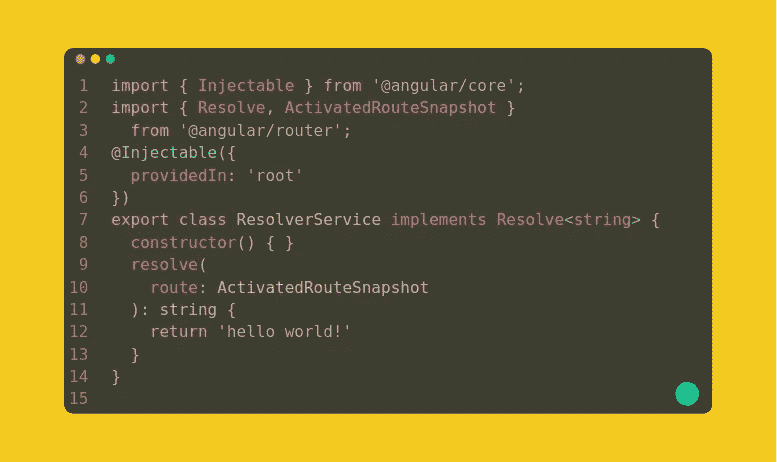 1 import { Injectable } from '@angular/core';
2 import { Resolve, ActivatedRouteSnapshot }
3   from '@angular/router';
4 @Injectable({
5   providedIn: 'root'
6 })
7 export class ResolverService implements Resolve<string> {
8   constructor() { }
9   resolve(
10     route: ActivatedRouteSnapshot
11   ): string {
12     return 'hello world!'
13   }
14 }
15